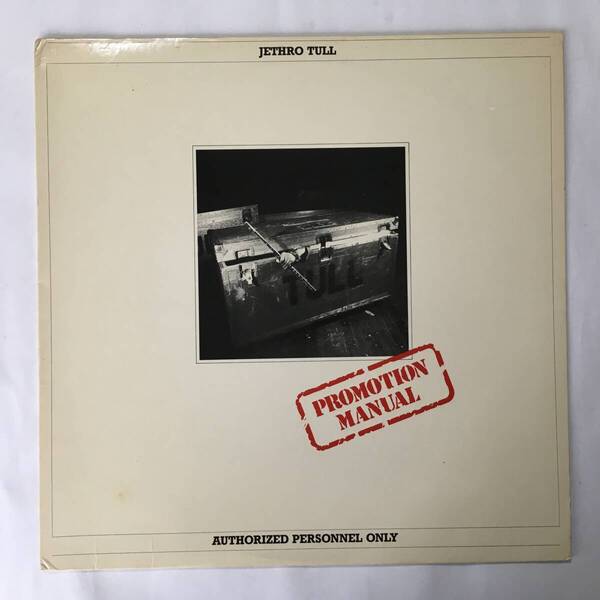 JETHRO TULL
TULL
PROMOTION
MANUAL
AUTHORIZED PERSONNEL ONLY